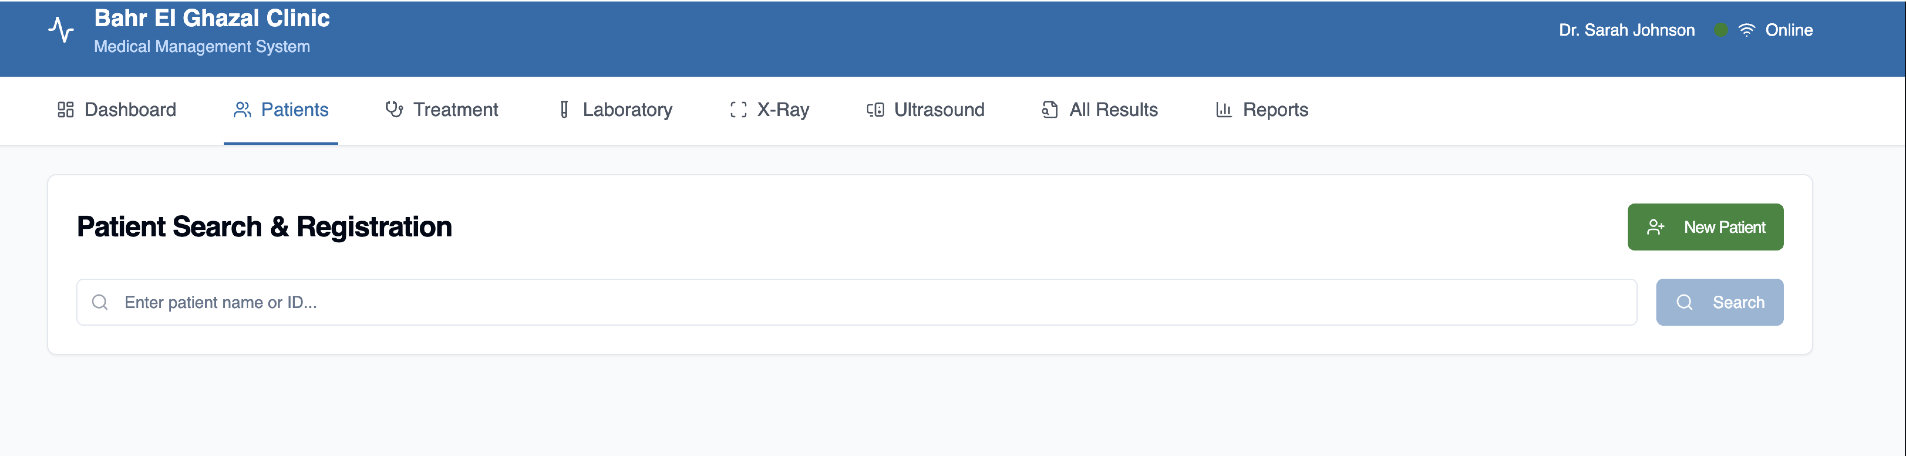 Bahr El Ghazal Clinic
Medical Management System
Dr. Sarah Johnson Online
Dashboard Patients Treatment Laboratory X-Ray Ultrasound All Results Reports
Patient Search & Registration
New Patient
Enter patient name or ID...
Search